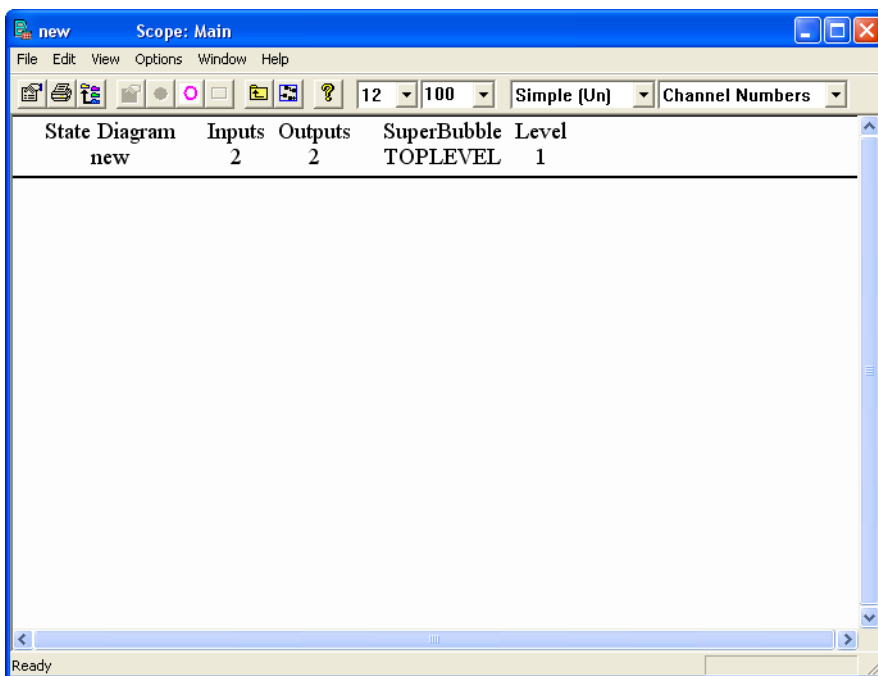 new Scope: Main
File Edit View Options Window Help
12 100 Simple (Un) Channel Numbers
State Diagram Inputs Outputs SuperBubble Level
new 2 2 TOPLEVEL 1
Ready